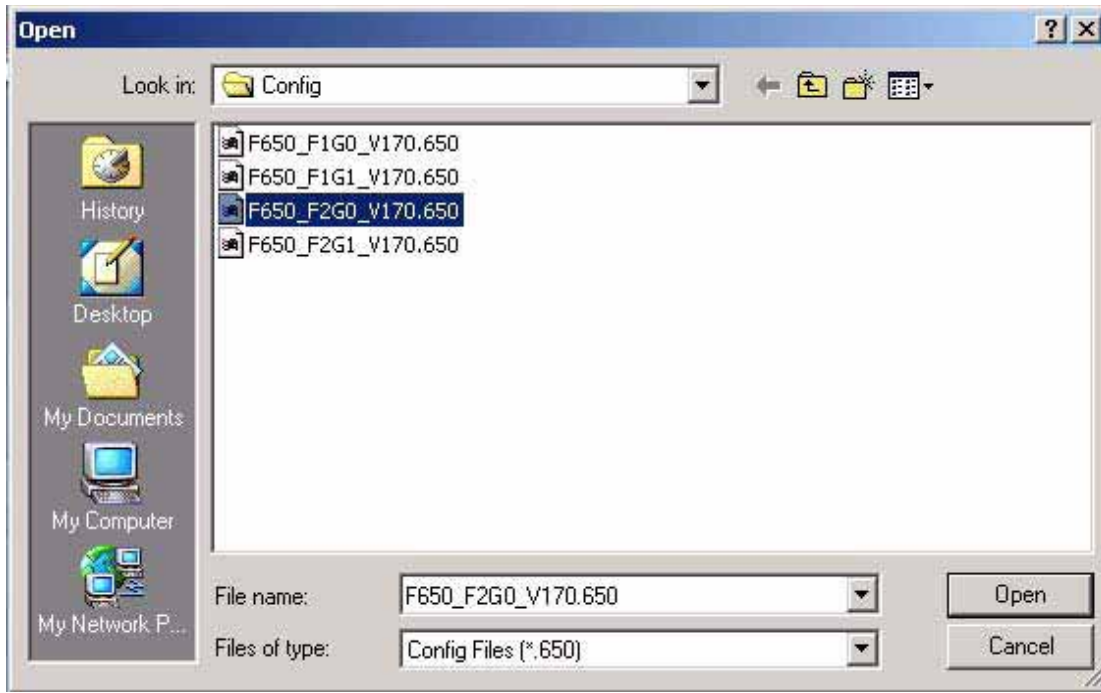 Open
Look in: Config
F650_F1G0_V170.650
F650_F1G1_V170.650
F650_F2G0_V170.650
F650_F2G1_V170.650
History
Desktop
My Documents
My Computer
My Network P...
File name: F650_F2G0_V170.650 Open
Files of type: Config Files (*.650) Cancel